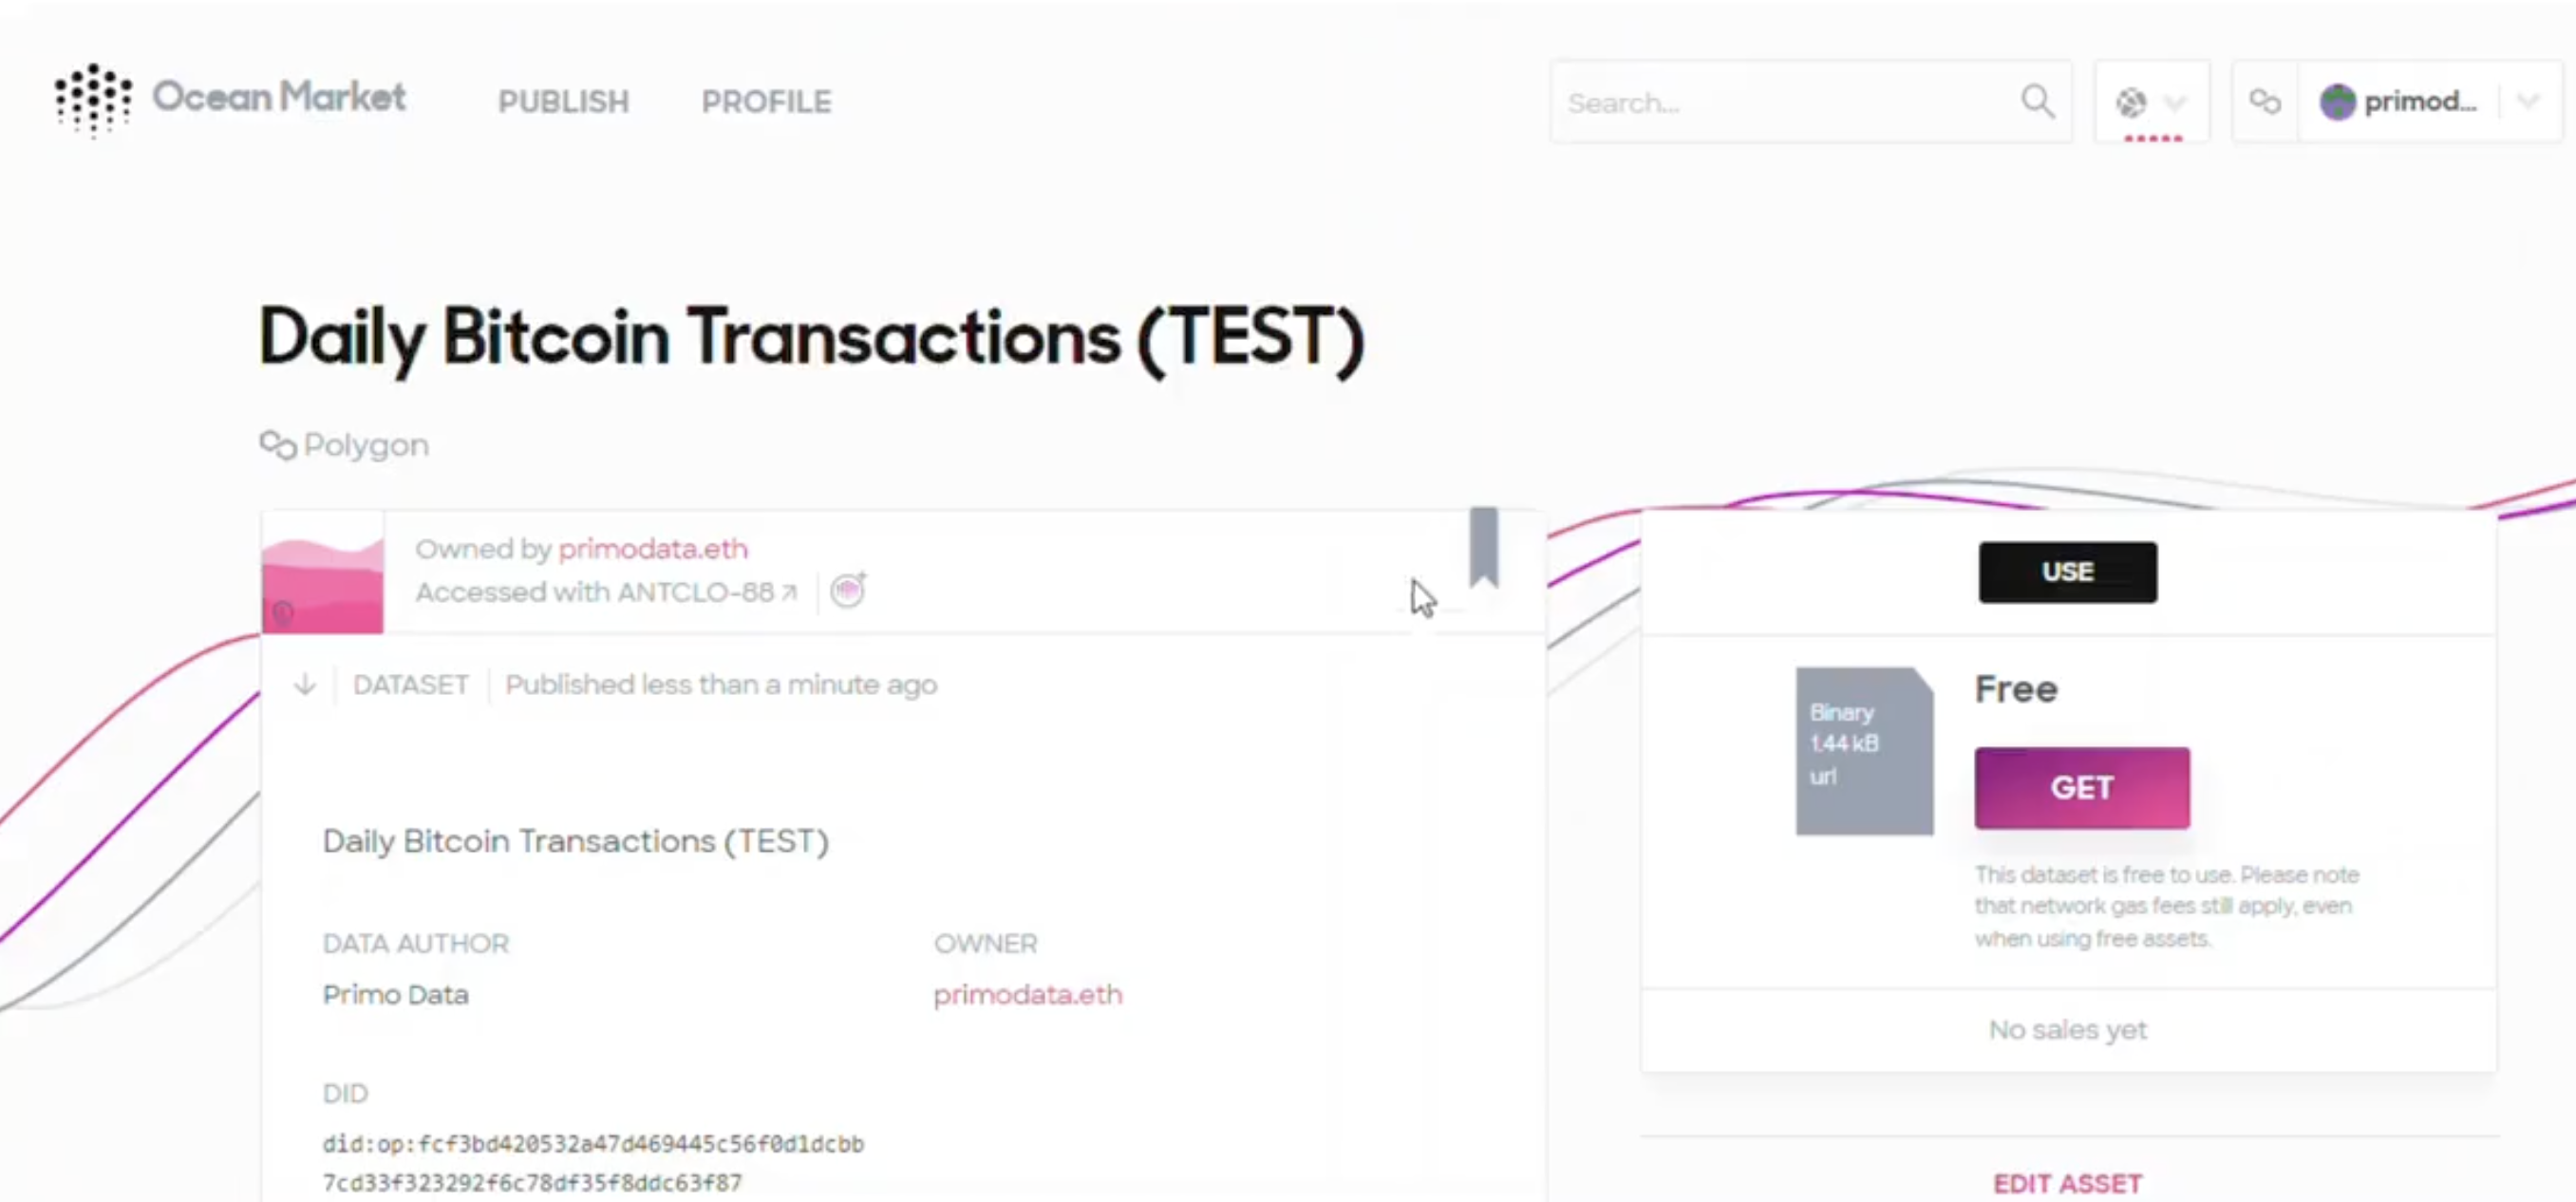 Ocean Market
PUBLISH
PROFILE
Search...
primod...
Daily Bitcoin Transactions (TEST)
Polygon
Owned by primodata.eth
Accessed with ANTCLO-88
DATASET
Published less than a minute ago
Daily Bitcoin Transactions (TEST)
DATA AUTHOR
OWNER
Primo Data
primodata.eth
DID
did:op:fcf3bd420532a47d469445c56f0d1dcbb
7cd33f323292f6c78df35f8ddc63f87
USE
Binary
1.44 kB
url
Free
GET
This dataset is free to use. Please note
that network gas fees still apply, even
when using free assets.
No sales yet
EDIT ASSET